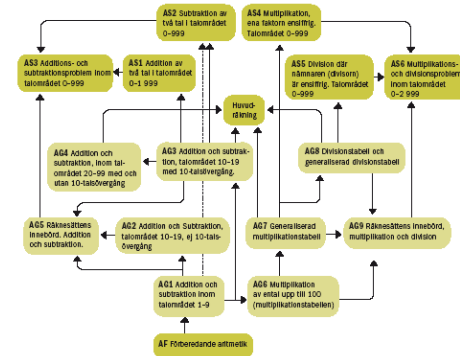 AS2 Subtraktion av
två tal i talområdet
0–999
AS4 Multiplikation,
ena faktorn ensiffrig.
Talområdet 0–999
AS3 Additions- och
subtraktionsproblem inom
talområdet 0–999
AS1 Addition av
två tal i talområdet
0–1 999
AS5 Division där
nämnaren (divisorn) är
ensiffrig. Talområdet
0–999
AS6 Multiplikations-
och divisionsproblem
inom talområdet
0–2 999
Huvud-
räkning
AG4 Addition och
subtraktion, inom tal-
området 20–99 med och
utan 10-talsövergång
AG3 Addition och subtrak-
tion, talområdet 10–19
med 10-talsövergång.
AG8 Divisionstabell och
generaliserad divisionstabell
AG5 Räknesättens
innebörd. Addition
och subtraktion.
AG2 Addition och Subtraktion,
talområdet 10–19, ej 10-tals-
övergång
AG7 Generaliserad
multiplikationstabell
AG9 Räknesättens innebörd,
multiplikation och division
AG1 Addition och
subtraktion inom
talområdet 1–9
AG6 Multiplikation
av ental upp till 100
(multiplikationstabellen)
AF Förberedande aritmetik